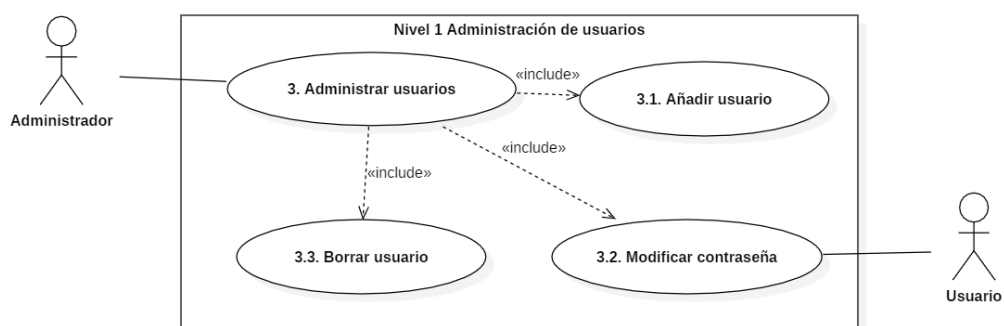 Nivel 1 Administración de usuarios
Administrador
3. Administrar usuarios
«include»
3.1. Añadir usuario
«include»
«include»
3.3. Borrar usuario
3.2. Modificar contraseña
Usuario